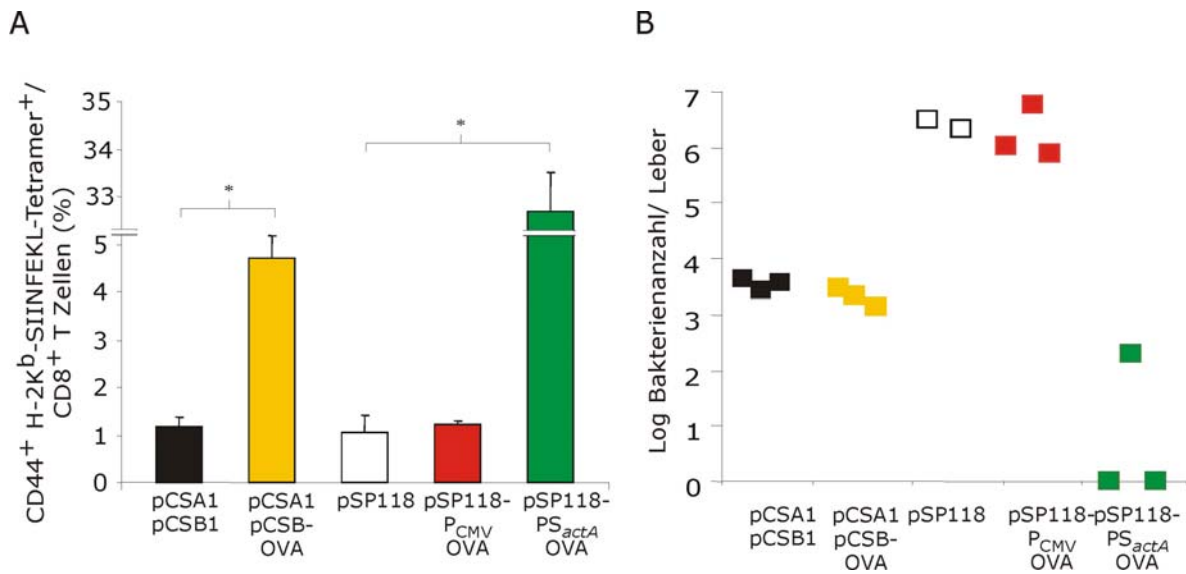 A
B
CD44+ H-2Kb-SIINFEKL-Tetramer+/
CD8+ T Zellen (%)
35
34
33
5
4
3
2
1
0
*
*
pCSA1
pCSB1
pCSA1
pCSB-
OVA
pSP118
pSP118-
PCMV
OVA
pSP118-
PSactA
OVA
Log Bakterienanzahl/ Leber
7
6
5
4
3
2
1
0
pCSA1
pCSB1
pCSA1
pCSB-
OVA
pSP118
pSP118-
PCMV
OVA
pSP118-
PSactA
OVA